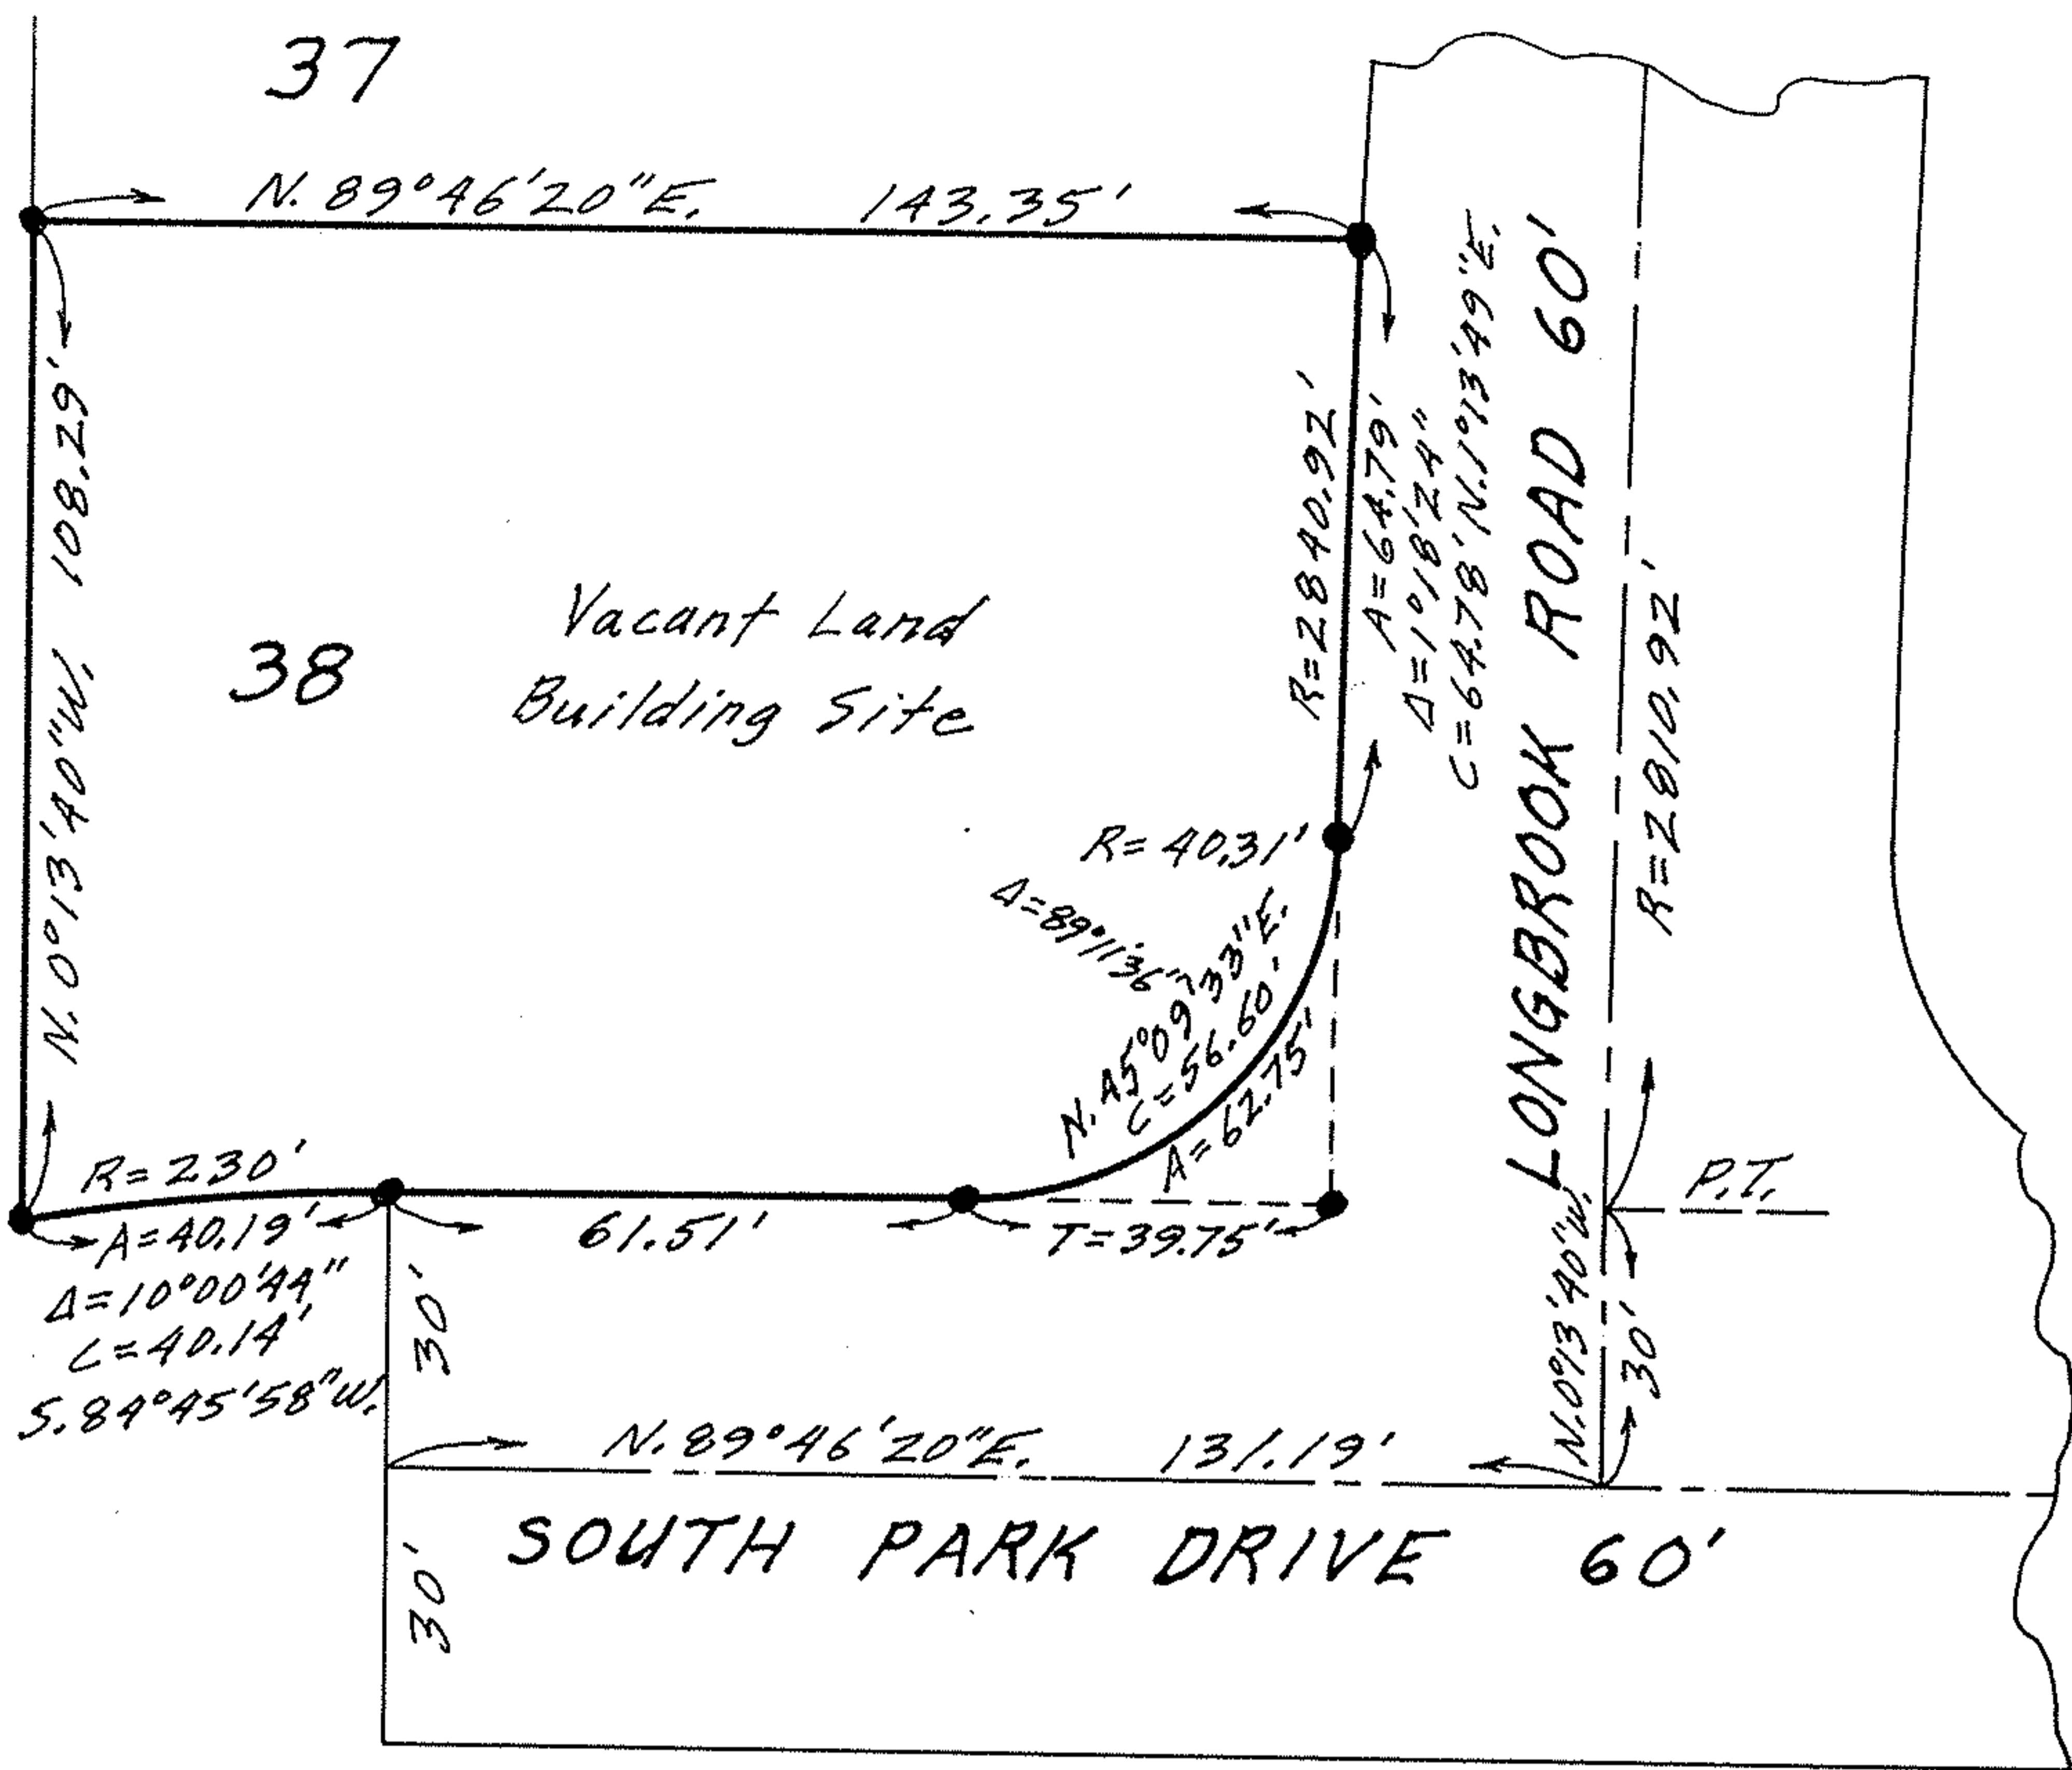 37
N. 89°46'20"E. 143.35'
N. 0°13'40"W. 108.29'
38
Vacant Land
Building Site
R=2840.92'
A=64.79'
Δ=1°18'24"
C=64.78' N.1°13'49"E.
LONGBROOK ROAD 60'
R=2810.92'
R=40.31'
Δ=89°11'36"
N. 45°09'33"E.
C=56.60'
A=62.75'
P.T.
R=230'
A=40.19'
Δ=10°00'44"
C=40.14'
S.84°45'58"W.
61.51'
T=39.75'
30'
N.0°13'40"W.
30'
N.89°46'20"E. 131.19'
SOUTH PARK DRIVE 60'
30'